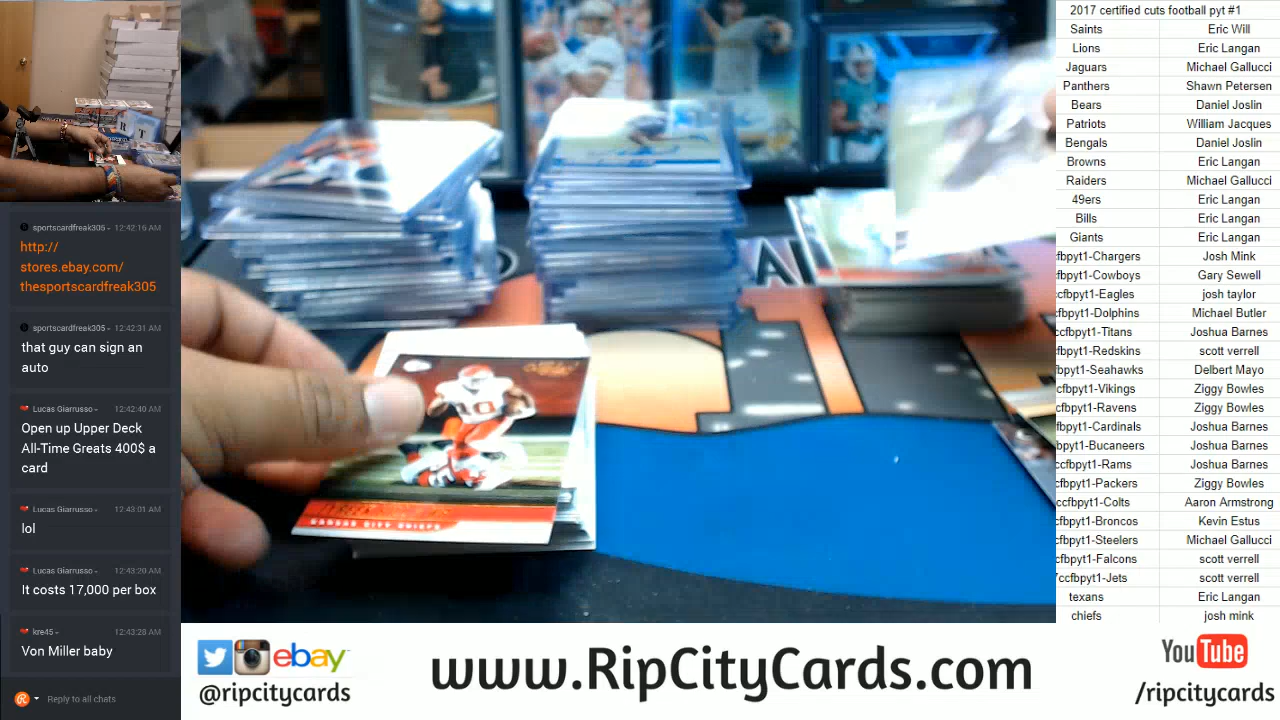 sportscardfreak305 12:42:16 AM
http://
stores.ebay.com/
thesportscardfreak305
sportscardfreak305 12:42:31 AM
that guy can sign an
auto
Lucas Giarrusso 12:42:40 AM
Open up Upper Deck
All-Time Greats 400$ a
card
Lucas Giarrusso 12:43:01 AM
lol
Lucas Giarrusso 12:43:20 AM
It costs 17,000 per box
kre45 12:43:28 AM
Von Miller baby
Reply to all chats
KANSAS CITY CHIEFS
2017 certified cuts football pyt #1
Saints Eric Will
Lions Eric Langan
Jaguars Michael Gallucci
Panthers Shawn Petersen
Bears Daniel Joslin
Patriots William Jacques
Bengals Daniel Joslin
Browns Eric Langan
Raiders Michael Gallucci
49ers Eric Langan
Bills Eric Langan
Giants Eric Langan
cfbpyt1-Chargers Josh Mink
cfbpyt1-Cowboys Gary Sewell
ccfbpyt1-Eagles josh taylor
cfbpyt1-Dolphins Michael Butler
ccfbpyt1-Titans Joshua Barnes
cfbpyt1-Redskins scott verrell
fbpyt1-Seahawks Delbert Mayo
cfbpyt1-Vikings Ziggy Bowles
cfbpyt1-Ravens Ziggy Bowles
cfbpyt1-Cardinals Joshua Barnes
fbpyt1-Bucaneers Joshua Barnes
ccfbpyt1-Rams Joshua Barnes
cfbpyt1-Packers Ziggy Bowles
ccfbpyt1-Colts Aaron Armstrong
cfbpyt1-Broncos Kevin Estus
cfbpyt1-Steelers Michael Gallucci
cfbpyt1-Falcons scott verrell
7ccfbpyt1-Jets scott verrell
texans Eric Langan
chiefs josh mink
ebay
@ripcitycards
www.RipCityCards.com
YouTube
/ripcitycards